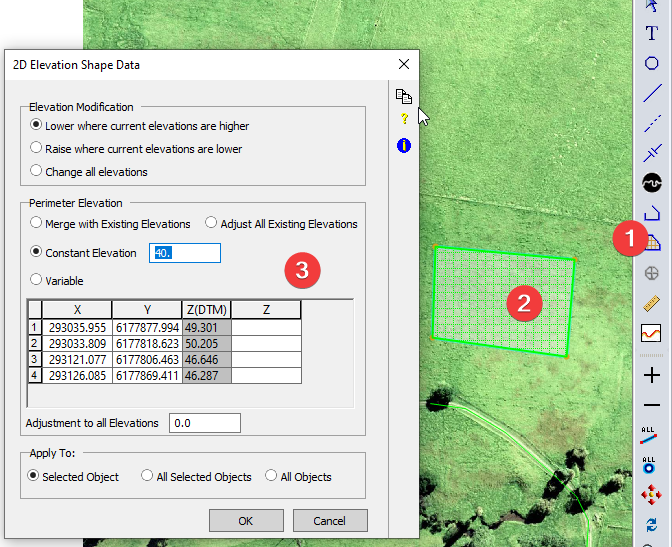 2D Elevation Shape Data
Elevation Modification
Lower where current elevations are higher
Raise where current elevations are lower
Change all elevations
Perimeter Elevation
Merge with Existing Elevations Adjust All Existing Elevations
Constant Elevation 40.
Variable
X Y Z(DTM) Z
1 293035.955 6177877.994 49.301
2 293033.809 6177818.623 50.205
3 293121.077 6177806.463 46.646
4 293126.085 6177869.411 46.287
Adjustment to all Elevations 0.0
Apply To:
Selected Object All Selected Objects All Objects
OK Cancel
?
i
3
2
1
T
ALL
ALL